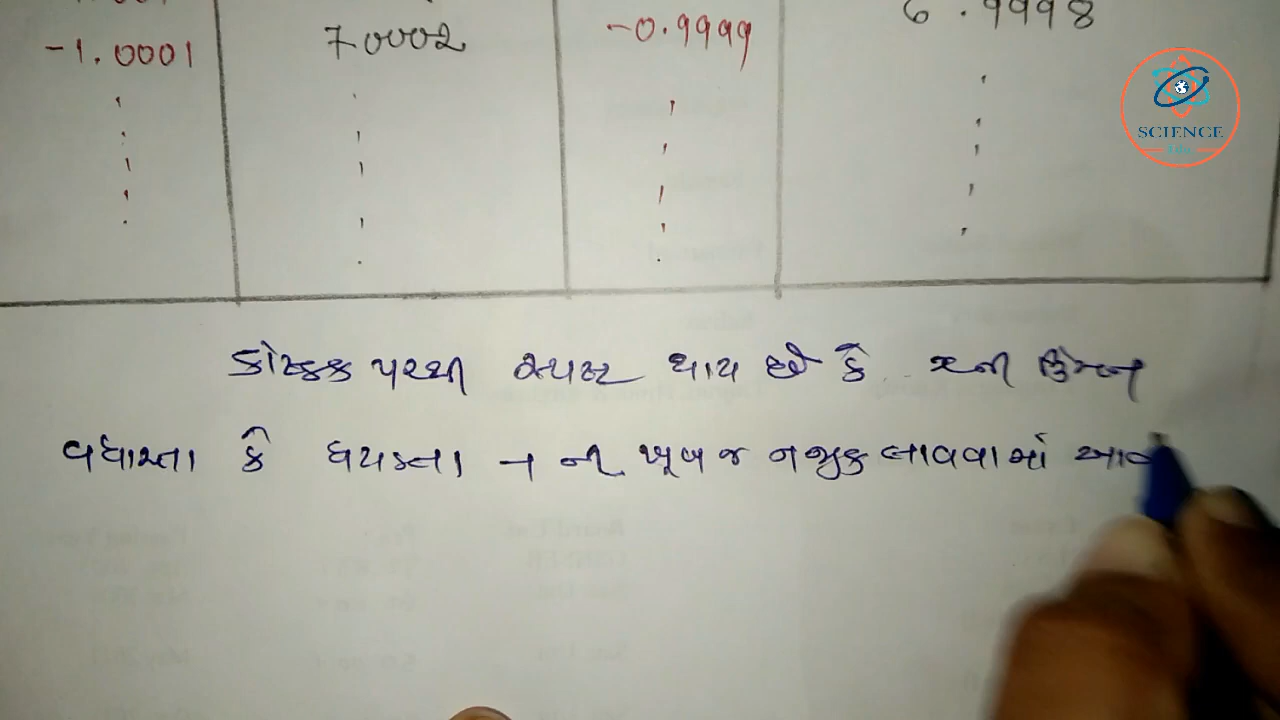 -1.0001 7.0002 -0.9999 6.9998
SCIENCE
કોષ્ટક પરથી સ્પષ્ટ થાય છે કે xની કિંમત
વધારતા કે ઘટાડતા -1 ની ખૂબ જ નજીક લાવવામાં આવ